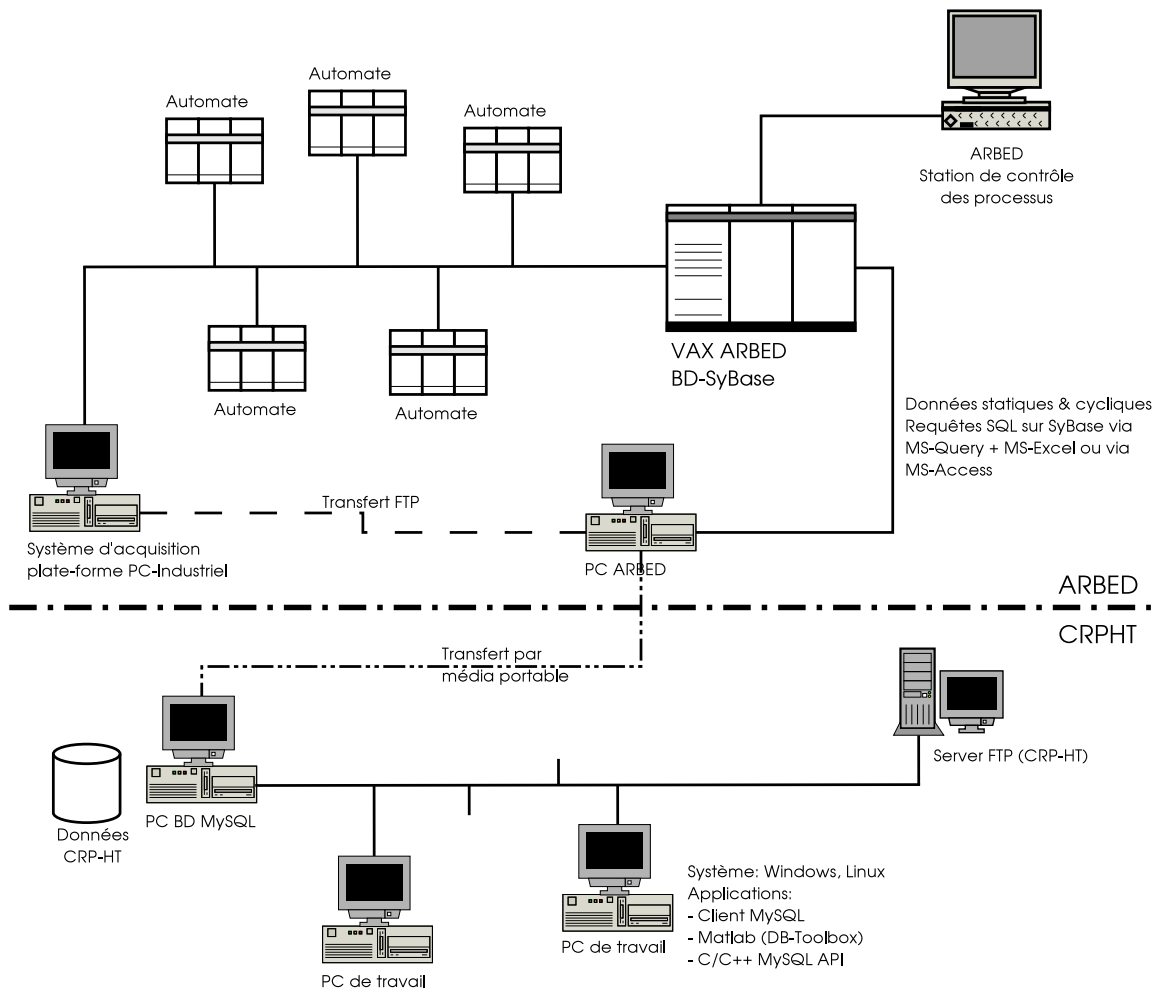 Automate
Automate
Automate
ARBED
Station de contrôle
des processus
Automate
Automate
VAX ARBED
BD-SyBase
Données statiques & cycliques
Requêtes SQL sur SyBase via
MS-Query + MS-Excel ou via
MS-Access
Transfert FTP
Système d'acquisition
plate-forme PC-Industriel
PC ARBED
ARBED
CRPHT
Transfert par
média portable
Server FTP (CRP-HT)
Données
CRP-HT
PC BD MySQL
PC de travail
PC de travail
Système: Windows, Linux
Applications:
- Client MySQL
- Matlab (DB-Toolbox)
- C/C++ MySQL API